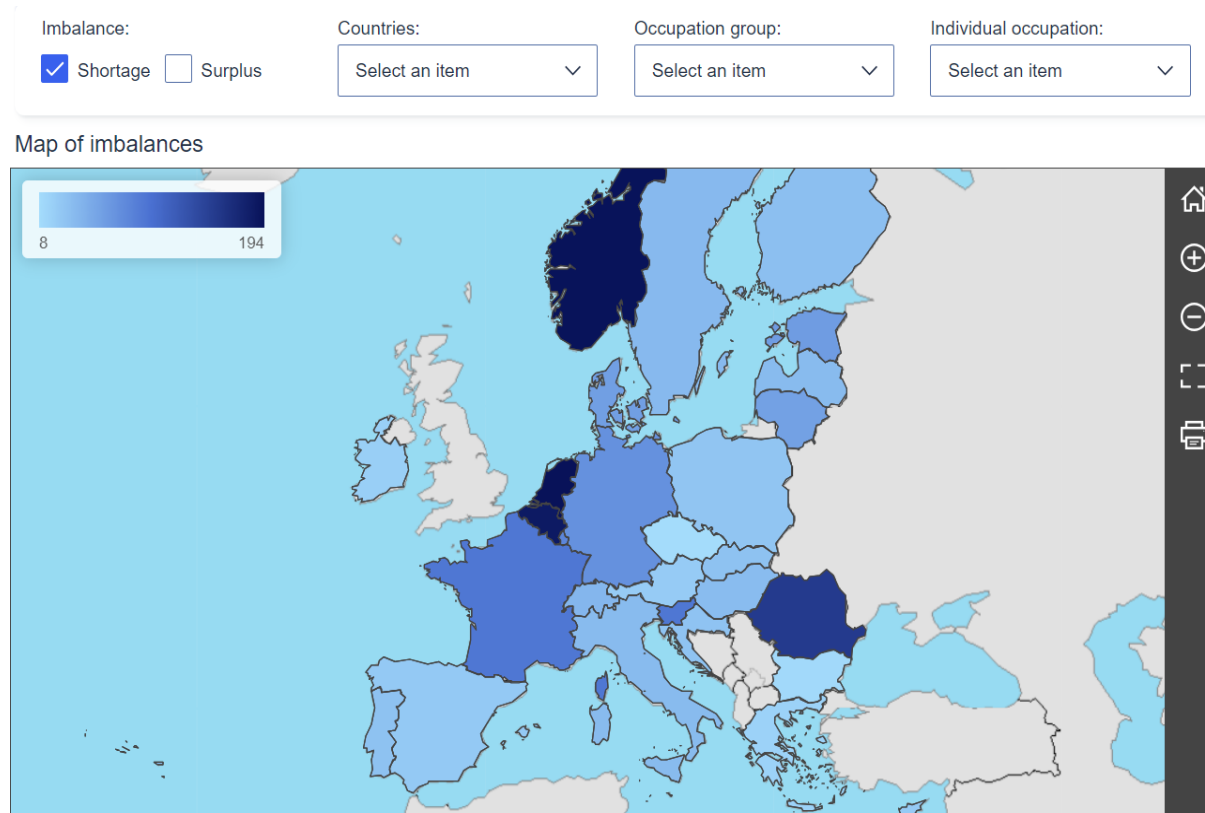 Imbalance:
Countries:
Occupation group:
Individual occupation:
Shortage
Surplus
Select an item
Select an item
Select an item
Map of imbalances
8
194